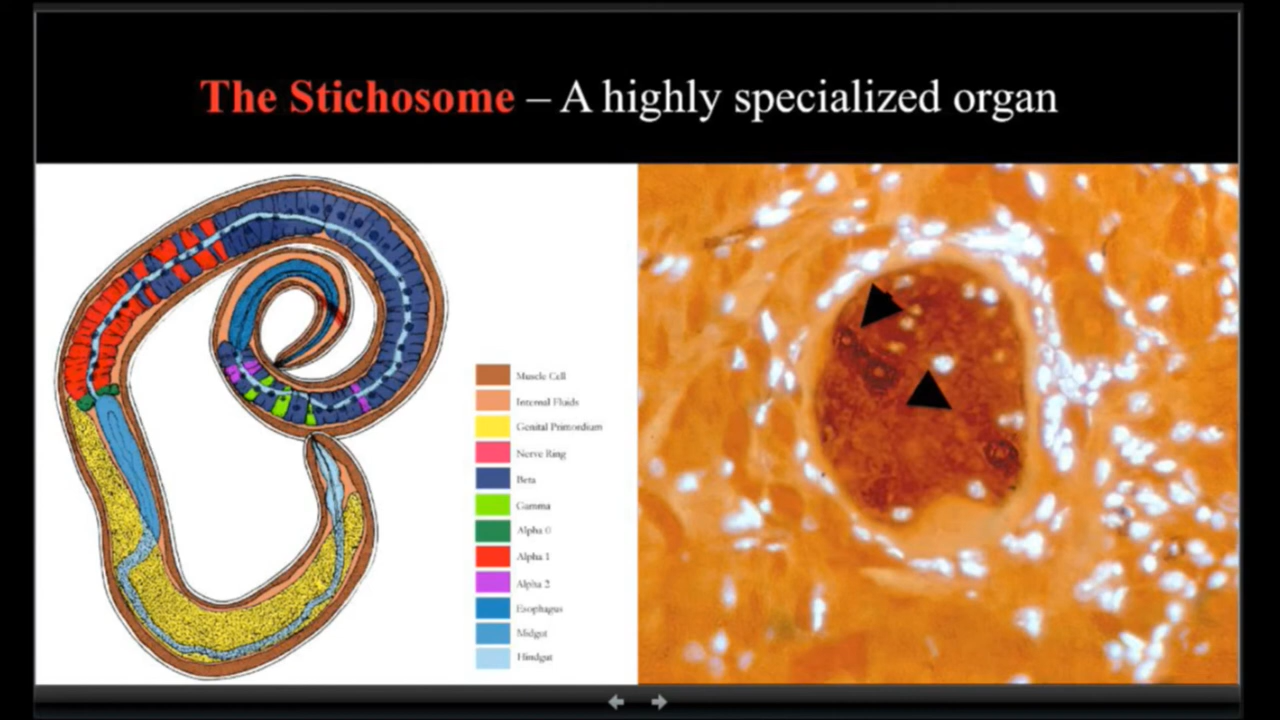 The Stichosome – A highly specialized organ
Muscle Cell
Internal Fluids
Genital Primordium
Nerve Ring
Beta
Gamma
Alpha 0
Alpha 1
Alpha 2
Esophagus
Midgut
Hindgut